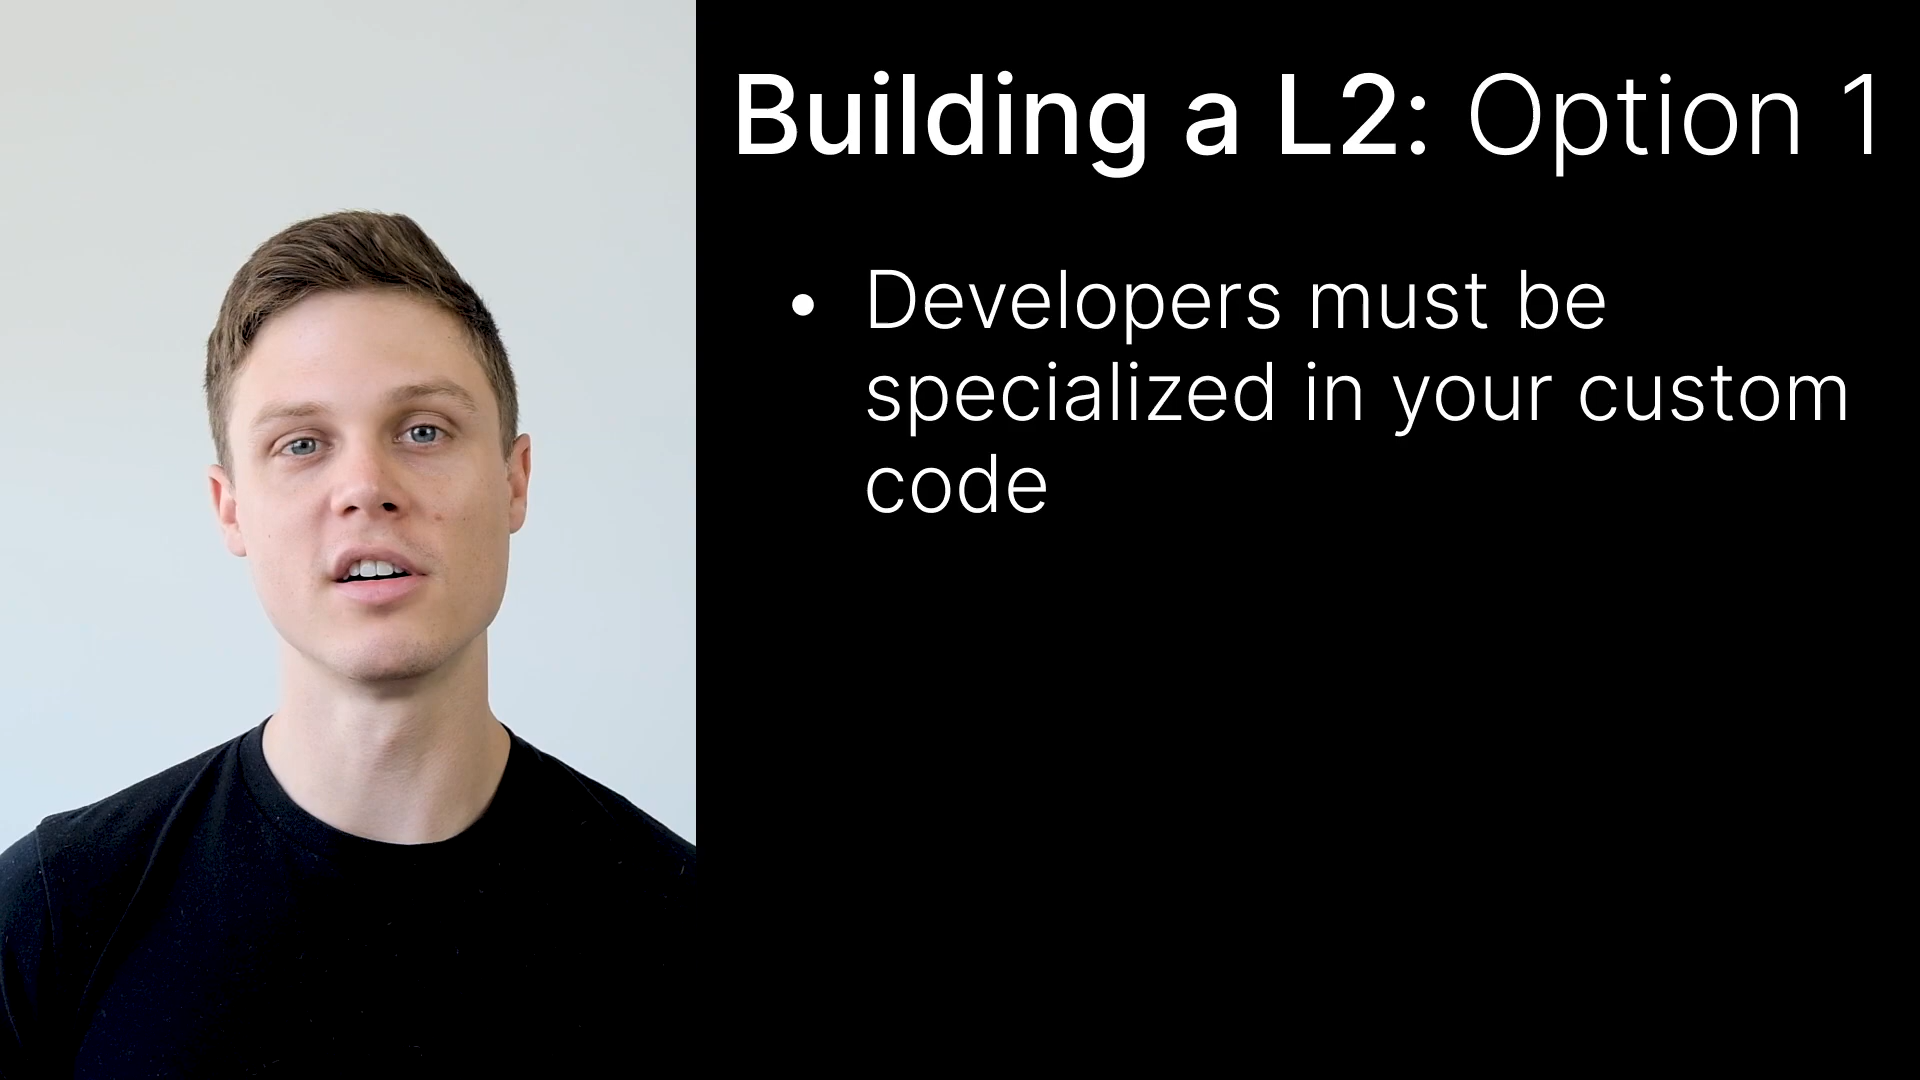 Building a L2: Option 1
• Developers must be
specialized in your custom
code